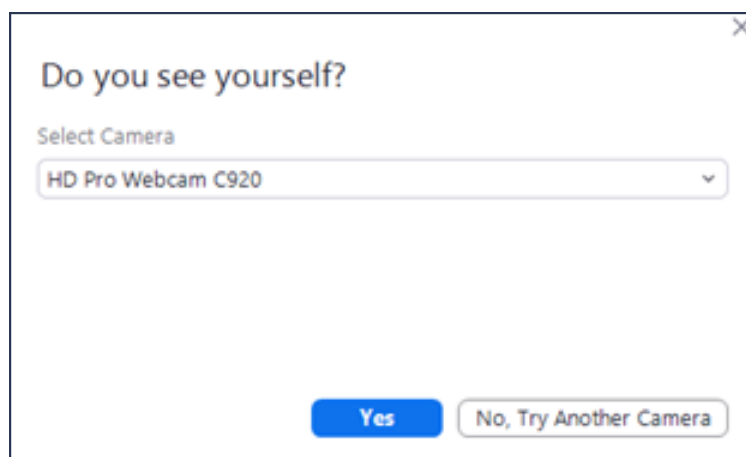 Do you see yourself?
Select Camera
HD Pro Webcam C920
Yes
No, Try Another Camera